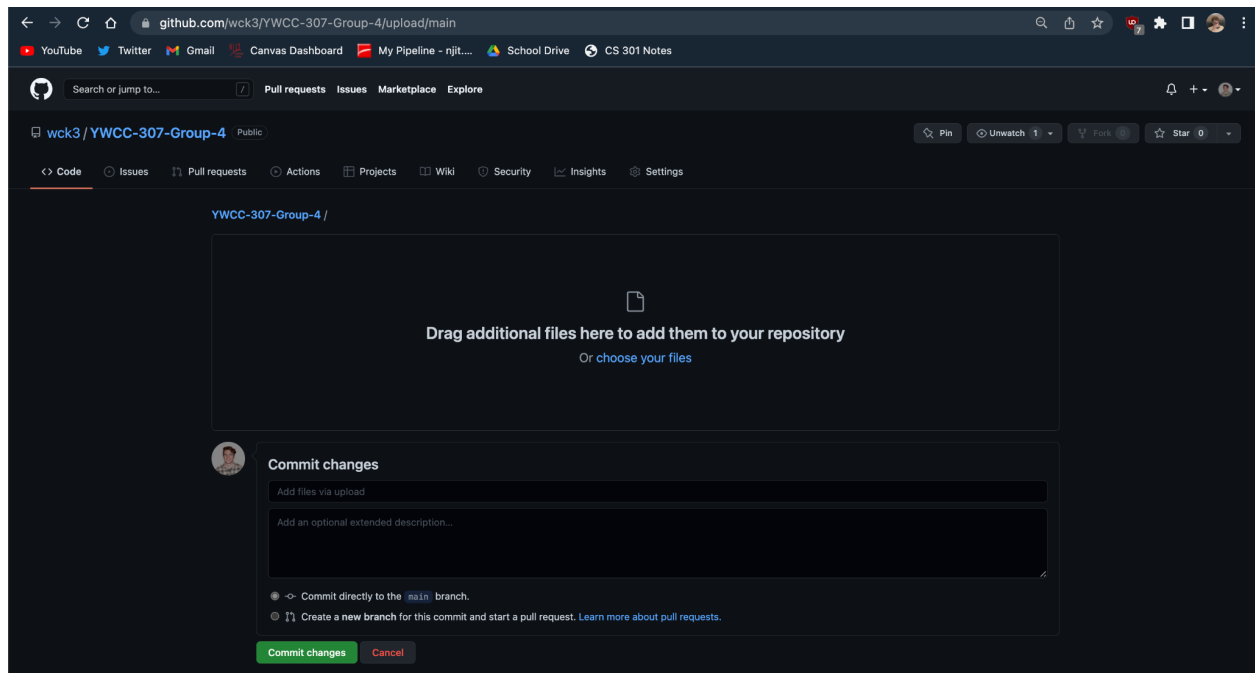 github.com/wck3/YWCC-307-Group-4/upload/main
7
YouTube Twitter Gmail Canvas Dashboard My Pipeline - njit.... School Drive CS 301 Notes
Search or jump to... / Pull requests Issues Marketplace Explore
wck3 / YWCC-307-Group-4 Public Pin Unwatch 1 Fork 0 Star 0
<> Code Issues Pull requests Actions Projects Wiki Security Insights Settings
YWCC-307-Group-4 /
Drag additional files here to add them to your repository
Or choose your files
Commit changes
Add files via upload
Add an optional extended description...
Commit directly to the main branch.
Create a new branch for this commit and start a pull request. Learn more about pull requests.
Commit changes Cancel